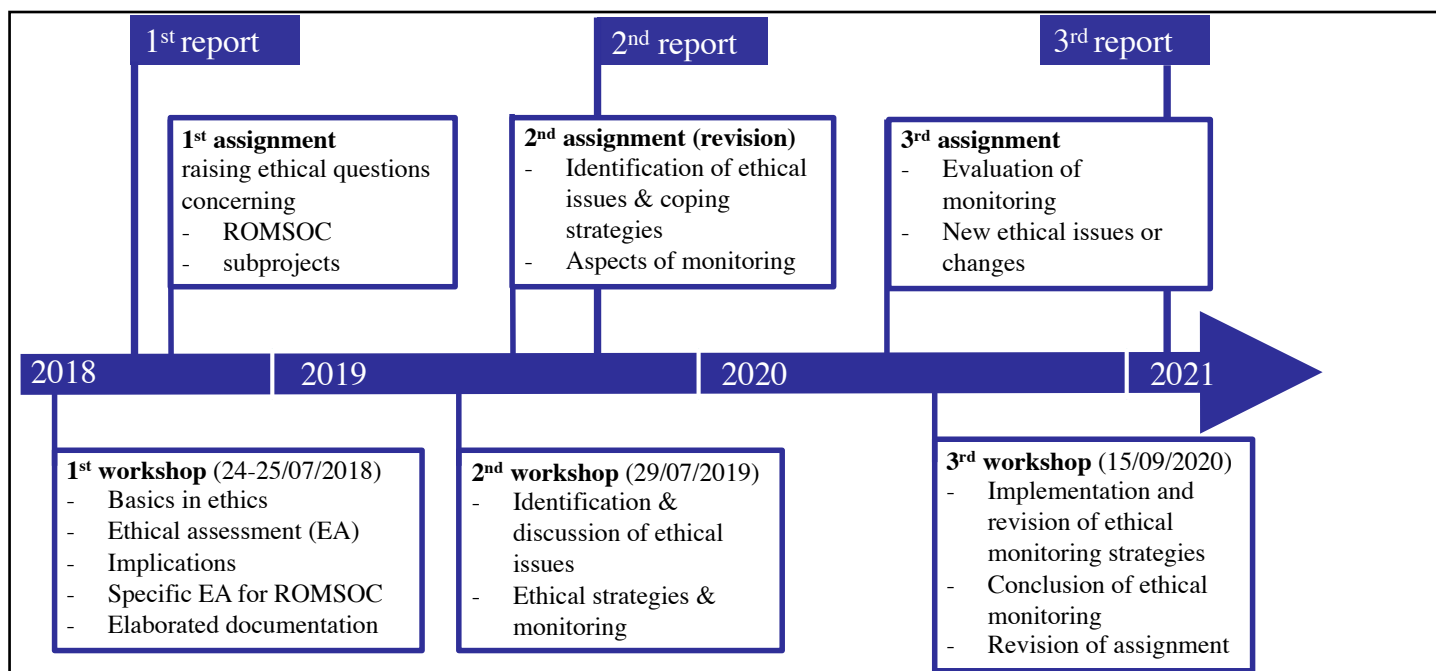 1st report
2nd report
3rd report
1st assignment
raising ethical questions
concerning
- ROMSOC
- subprojects
2nd assignment (revision)
- Identification of ethical
issues & coping
strategies
- Aspects of monitoring
3rd assignment
- Evaluation of
monitoring
- New ethical issues or
changes
2018
2019
2020
2021
1st workshop (24-25/07/2018)
- Basics in ethics
- Ethical assessment (EA)
- Implications
- Specific EA for ROMSOC
- Elaborated documentation
2nd workshop (29/07/2019)
- Identification &
discussion of ethical
issues
- Ethical strategies &
monitoring
3rd workshop (15/09/2020)
- Implementation and
revision of ethical
monitoring strategies
- Conclusion of ethical
monitoring
- Revision of assignment